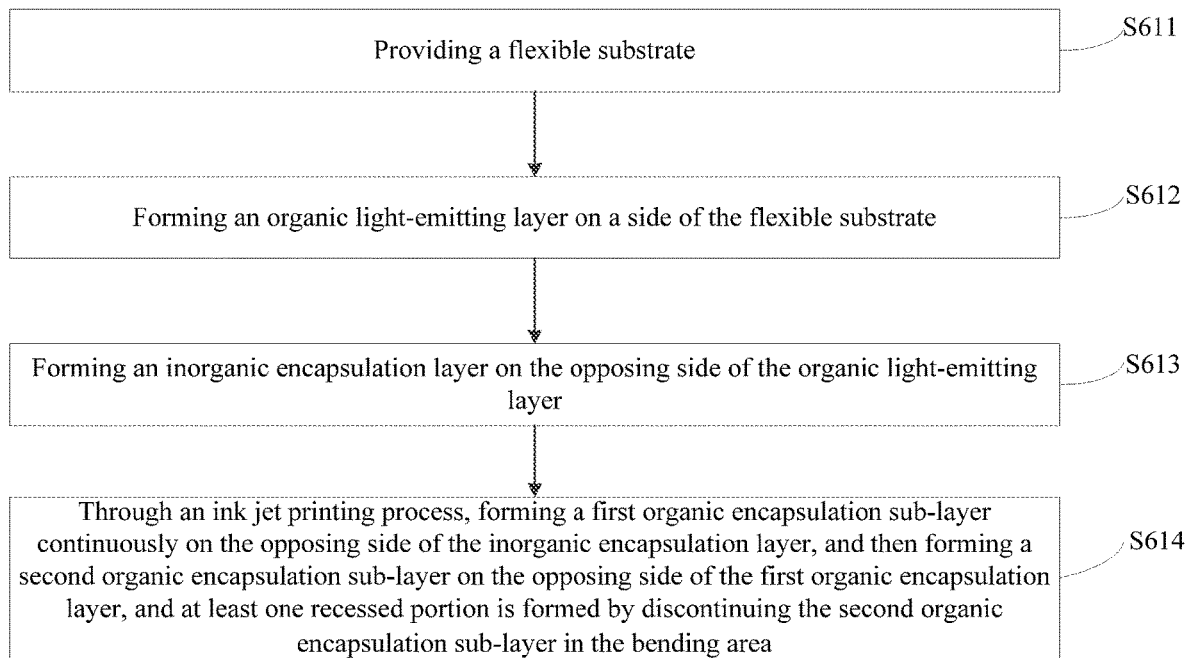 Providing a flexible substrate
S611
Forming an organic light-emitting layer on a side of the flexible substrate
S612
Forming an inorganic encapsulation layer on the opposing side of the organic light-emitting
layer
S613
Through an ink jet printing process, forming a first organic encapsulation sub-layer
continuously on the opposing side of the inorganic encapsulation layer, and then forming a
second organic encapsulation sub-layer on the opposing side of the first organic encapsulation
layer, and at least one recessed portion is formed by discontinuing the second organic
encapsulation sub-layer in the bending area
S614